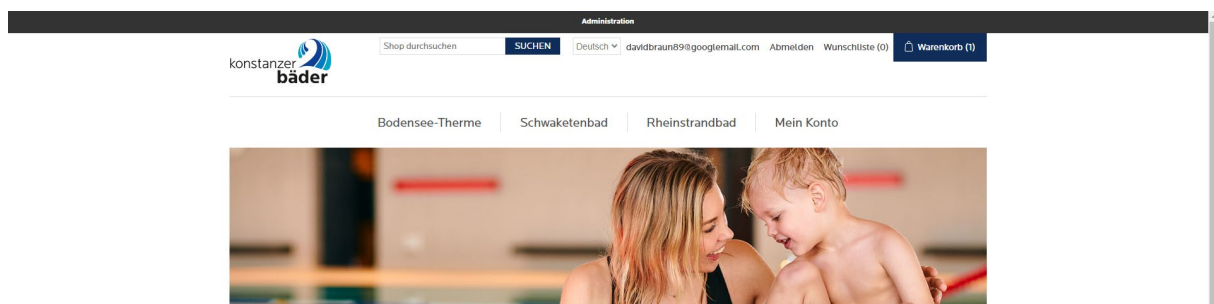 Administration
konstanzer
bäder
Shop durchsuchen SUCHEN Deutsch davidbraun89@googlemail.com Abmelden Wunschliste (0) Warenkorb (1)
Bodensee-Therme Schwaketenbad Rheinstrandbad Mein Konto